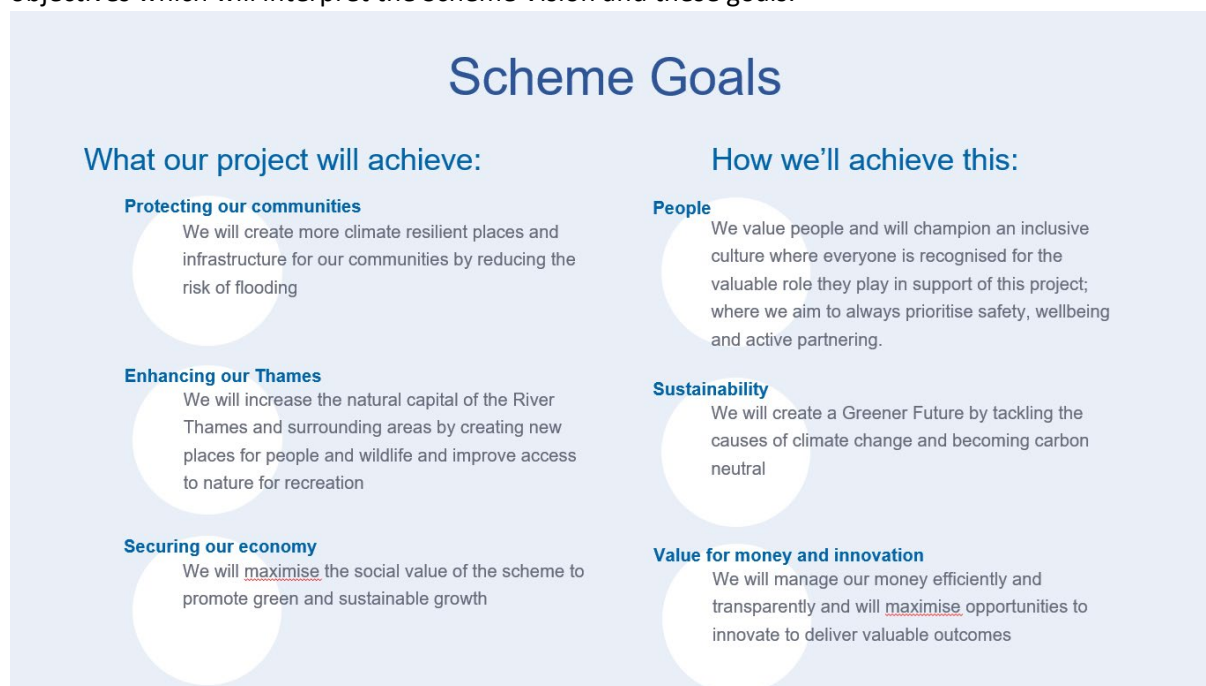 objectives which will interpret the Scheme Vision and these goals.
Scheme Goals
What our project will achieve:
Protecting our communities
We will create more climate resilient places and
infrastructure for our communities by reducing the
risk of flooding
Enhancing our Thames
We will increase the natural capital of the River
Thames and surrounding areas by creating new
places for people and wildlife and improve access
to nature for recreation
Securing our economy
We will maximise the social value of the scheme to
promote green and sustainable growth
How we'll achieve this:
People
We value people and will champion an inclusive
culture where everyone is recognised for the
valuable role they play in support of this project;
where we aim to always prioritise safety, wellbeing
and active partnering.
Sustainability
We will create a Greener Future by tackling the
causes of climate change and becoming carbon
neutral
Value for money and innovation
We will manage our money efficiently and
transparently and will maximise opportunities to
innovate to deliver valuable outcomes